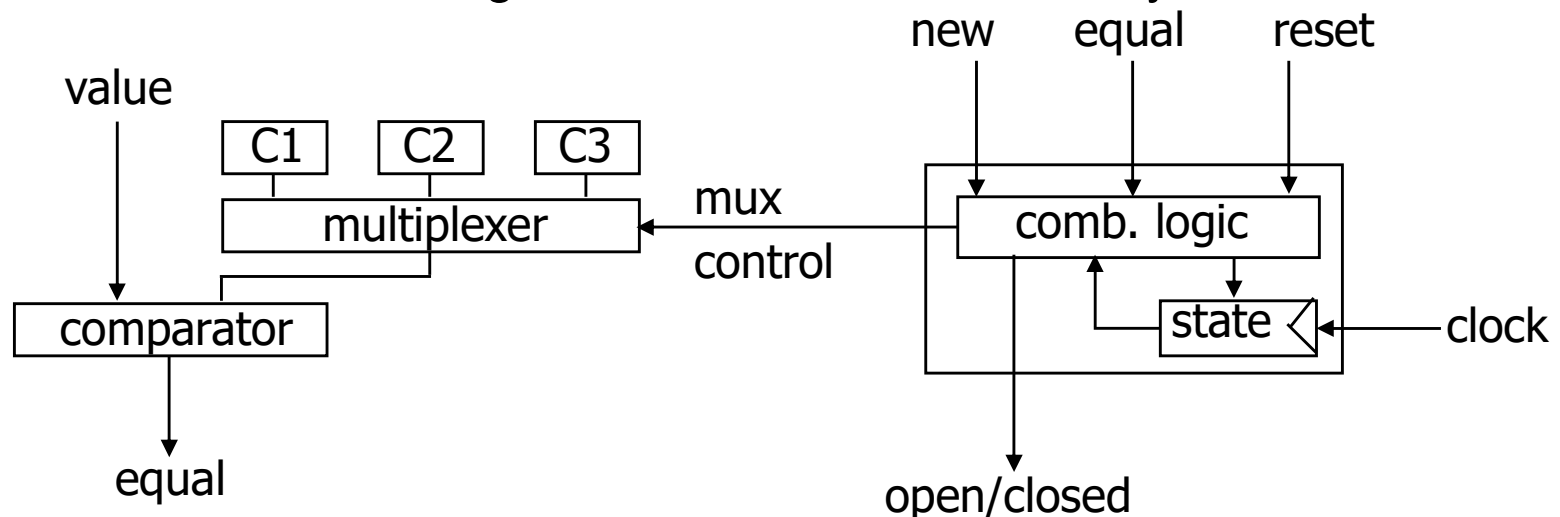 new equal reset
value
C1 C2 C3
mux
multiplexer
comb. logic
control
comparator
state
clock
equal
open/closed